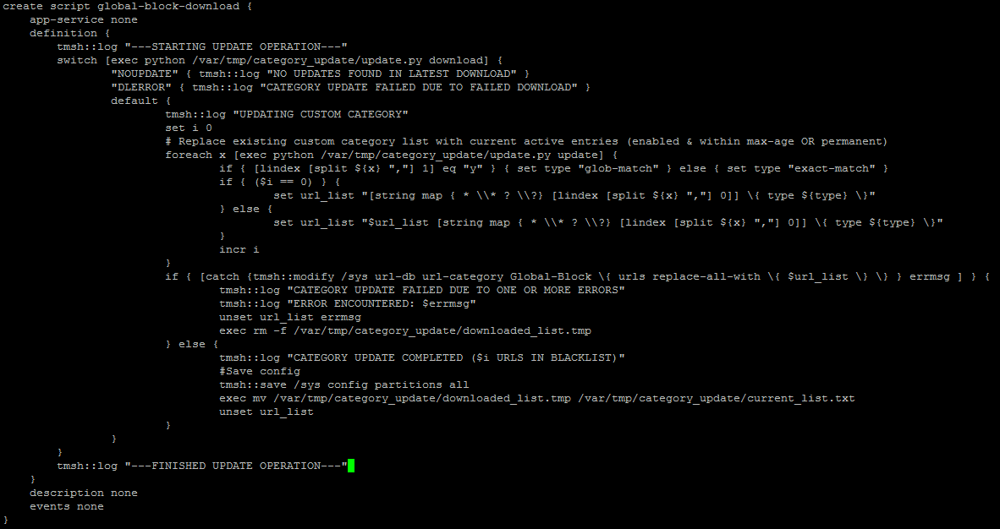 create script global-block-download {
    app-service none
    definition {
        tmsh::log "---STARTING UPDATE OPERATION---"
        switch [exec python /var/tmp/category_update/update.py download] {
                "NOUPDATE" { tmsh::log "NO UPDATES FOUND IN LATEST DOWNLOAD" }
                "DLERROR" { tmsh::log "CATEGORY UPDATE FAILED DUE TO FAILED DOWNLOAD" }
                default {
                        tmsh::log "UPDATING CUSTOM CATEGORY"
                        set i 0
                        # Replace existing custom category list with current active entries (enabled & within max-age OR permanent)
                        foreach x [exec python /var/tmp/category_update/update.py update] {
                                if { [lindex [split ${x} ","] 1] eq "y" } { set type "glob-match" } else { set type "exact-match" }
                                if { ($i == 0) } {
                                        set url_list "[string map { * \\* ? \\?} [lindex [split ${x} ","] 0]] \{ type ${type} \}"
                                } else {
                                        set url_list "$url_list [string map { * \\* ? \\?} [lindex [split ${x} ","] 0]] \{ type ${type} \}"
                                }
                                incr i
                        }
                        if { [catch {tmsh::modify /sys url-db url-category Global-Block \{ urls replace-all-with \{ $url_list \} \} } errmsg ] } {
                                tmsh::log "CATEGORY UPDATE FAILED DUE TO ONE OR MORE ERRORS"
                                tmsh::log "ERROR ENCOUNTERED: $errmsg"
                                unset url_list errmsg
                                exec rm -f /var/tmp/category_update/downloaded_list.tmp
                        } else {
                                tmsh::log "CATEGORY UPDATE COMPLETED ($i URLS IN BLACKLIST)"
                                #Save config
                                tmsh::save /sys config partitions all
                                exec mv /var/tmp/category_update/downloaded_list.tmp /var/tmp/category_update/current_list.txt
                                unset url_list
                        }
                }
        }
        tmsh::log "---FINISHED UPDATE OPERATION---"
    }
    description none
    events none
}